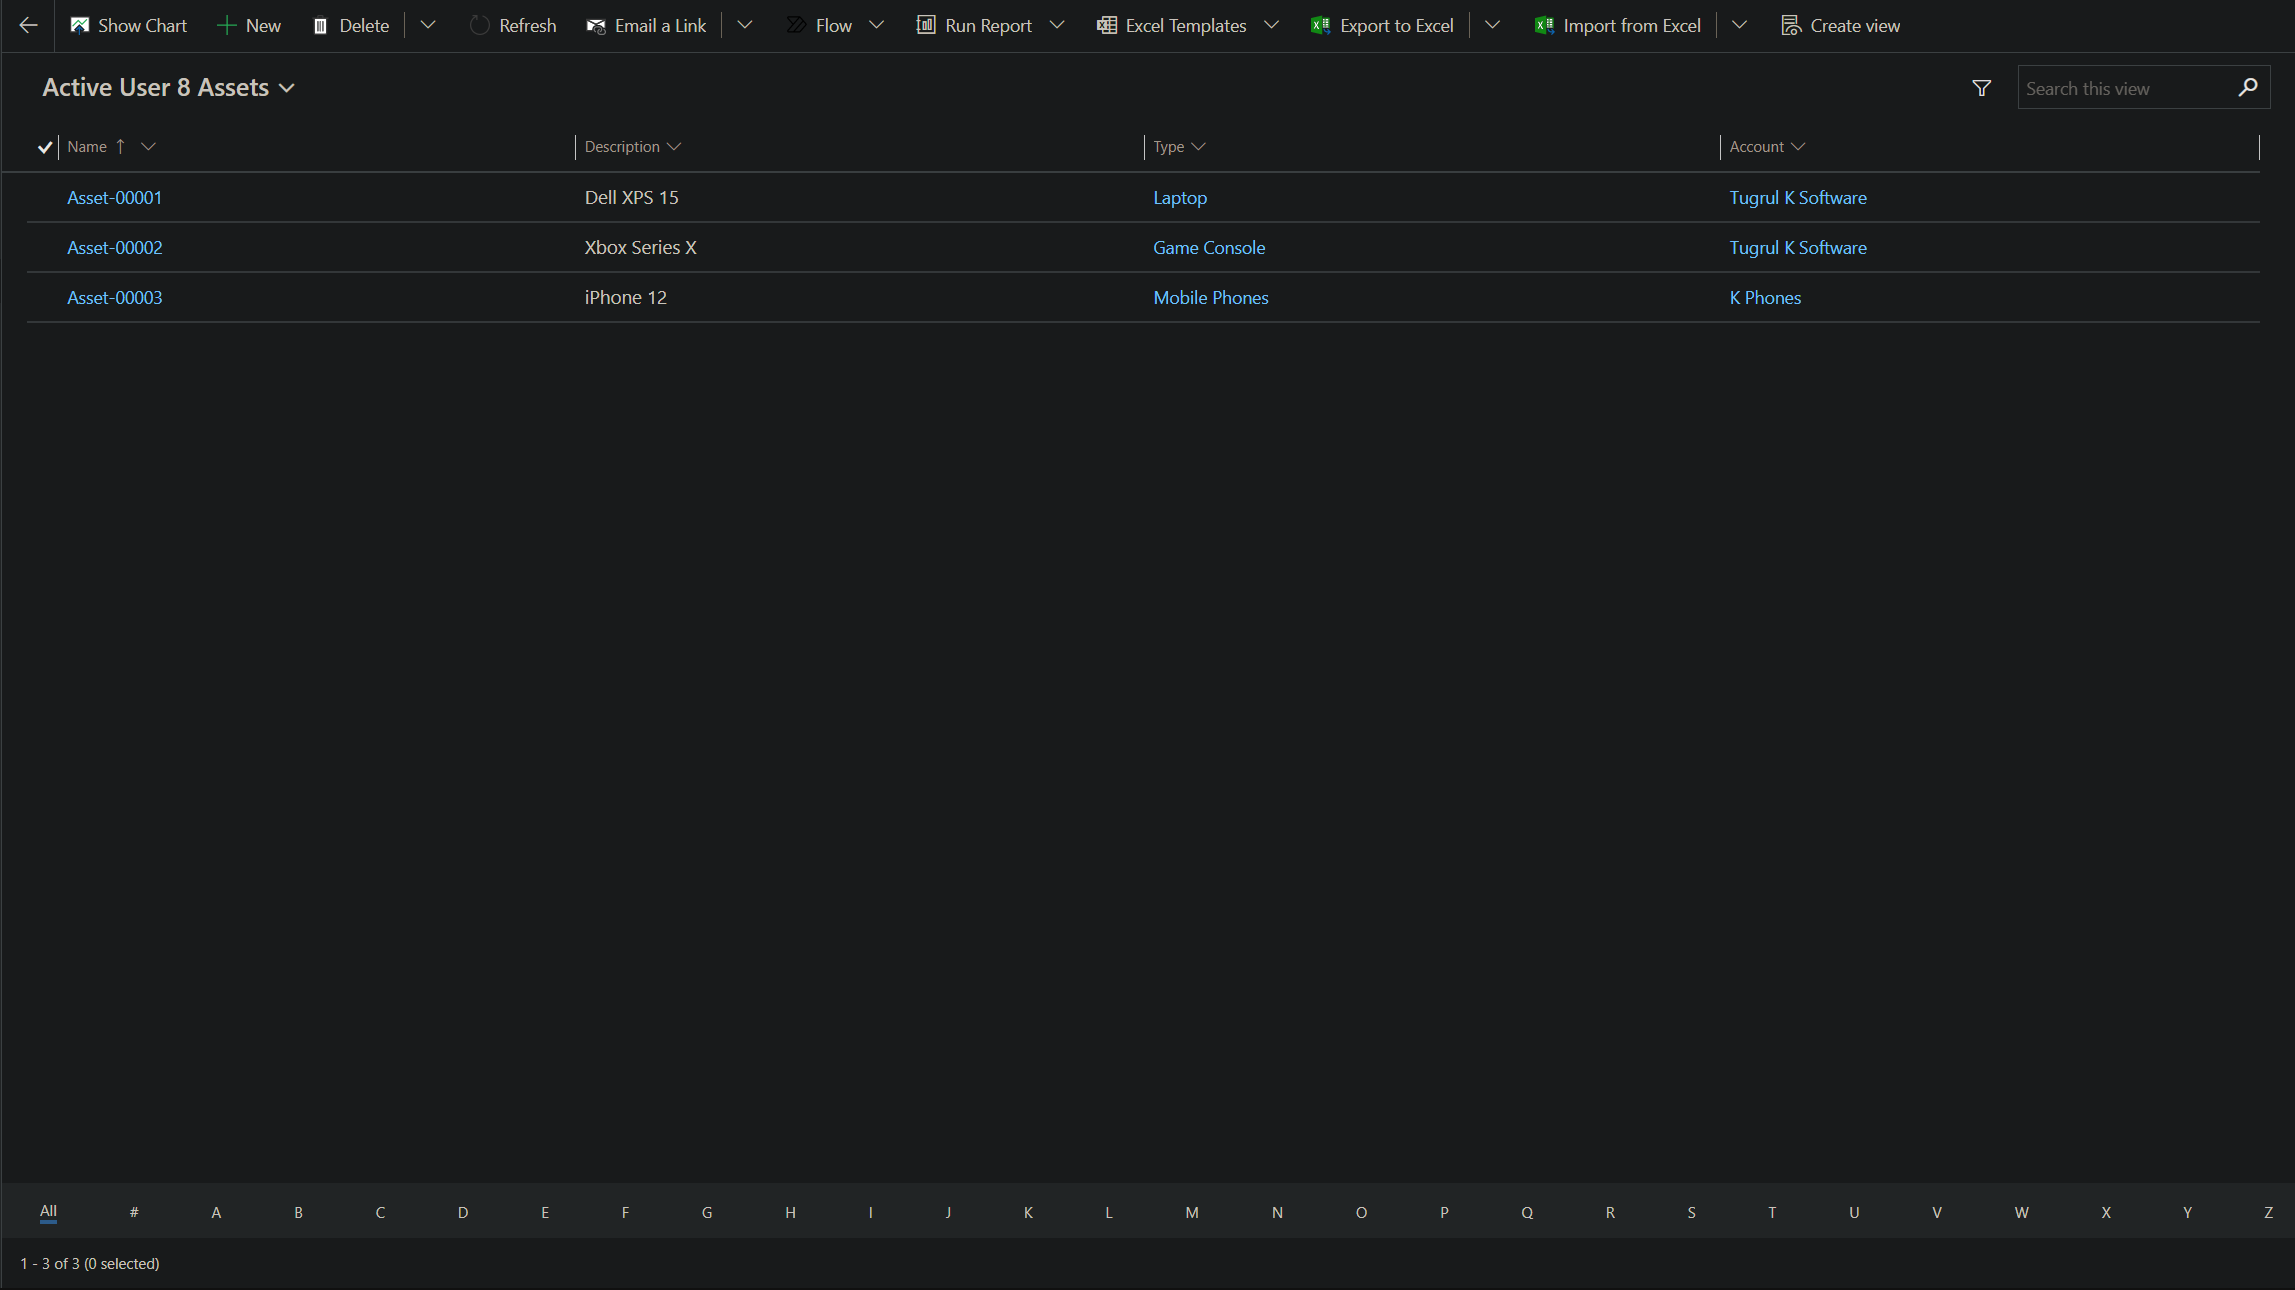 Show Chart New Delete Refresh Email a Link Flow Run Report Excel Templates Export to Excel Import from Excel Create view
Active User 8 Assets
Search this view
Name ↑ Description Type Account
Asset-00001 Dell XPS 15 Laptop Tugrul K Software
Asset-00002 Xbox Series X Game Console Tugrul K Software
Asset-00003 iPhone 12 Mobile Phones K Phones
All # A B C D E F G H I J K L M N O P Q R S T U V W X Y Z
1 - 3 of 3 (0 selected)